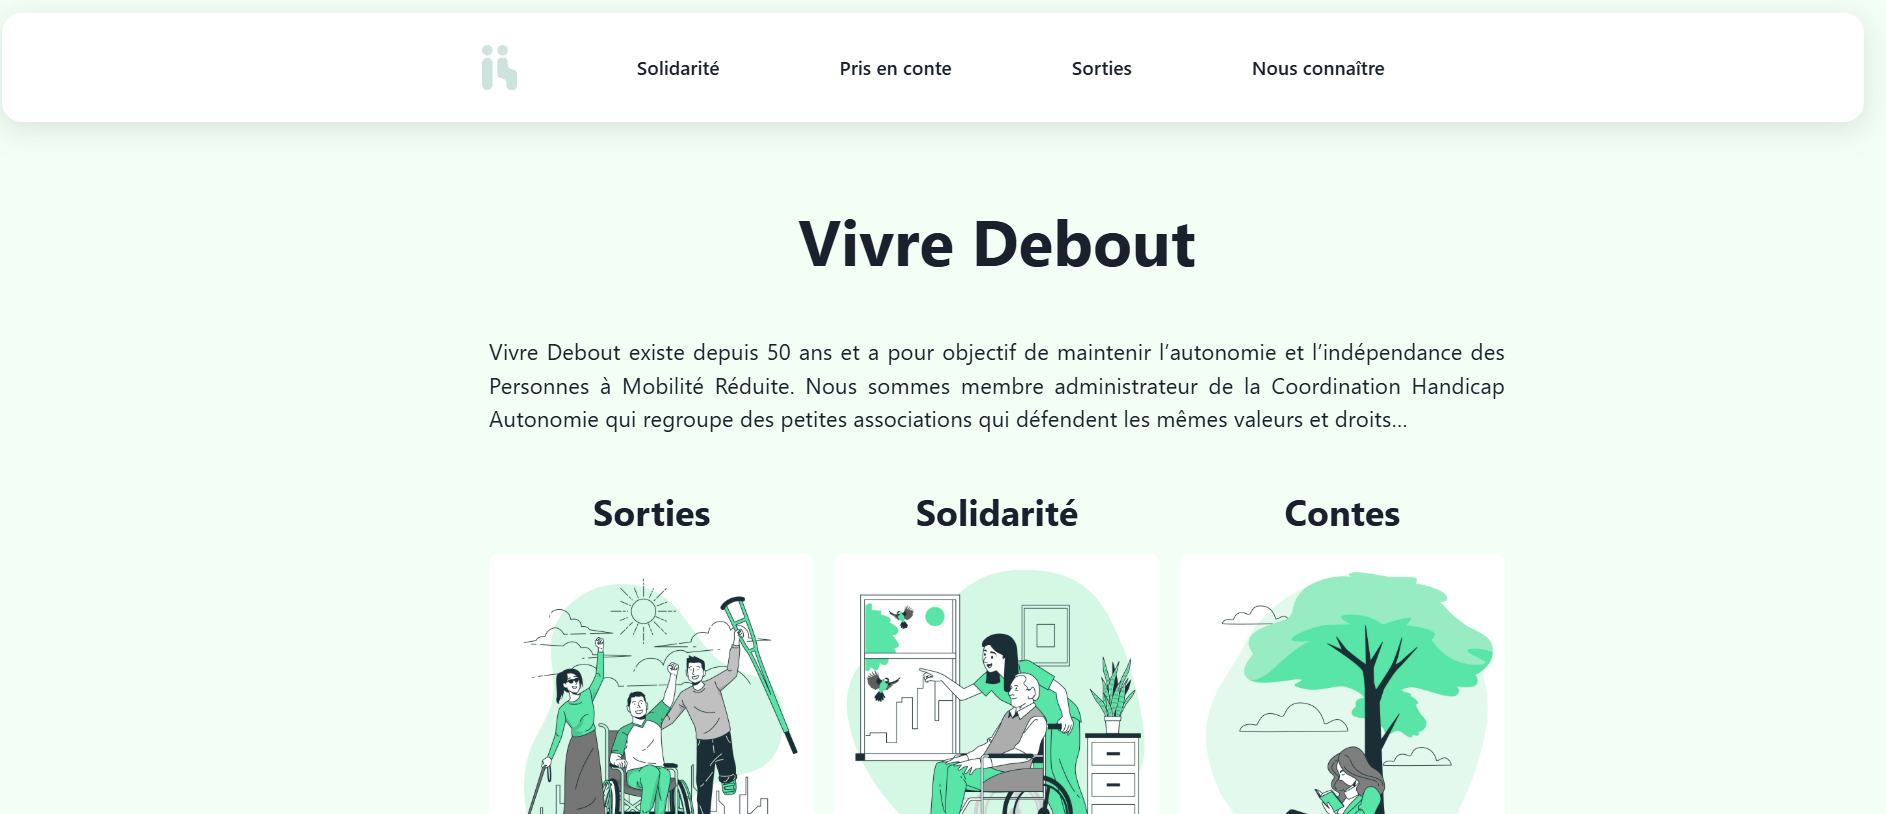 Solidarité Pris en conte Sorties Nous connaître
Vivre Debout
Vivre Debout existe depuis 50 ans et a pour objectif de maintenir l’autonomie et l’indépendance des
Personnes à Mobilité Réduite. Nous sommes membre administrateur de la Coordination Handicap
Autonomie qui regroupe des petites associations qui défendent les mêmes valeurs et droits...
Sorties Solidarité Contes